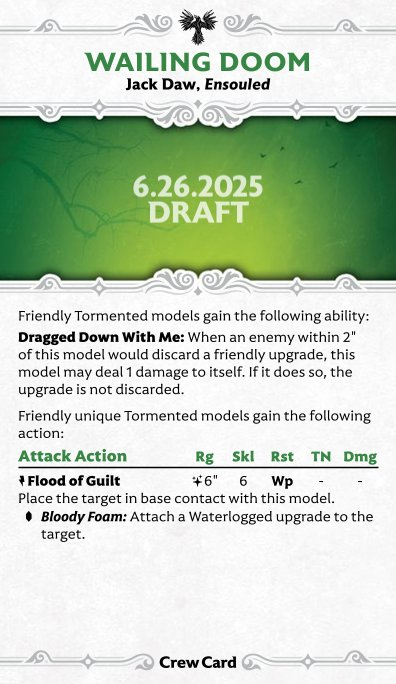 WAILING DOOM
Jack Daw, Ensouled
6.26.2025
DRAFT
Friendly Tormented models gain the following ability:
Dragged Down With Me: When an enemy within 2"
of this model would discard a friendly upgrade, this
model may deal 1 damage to itself. If it does so, the
upgrade is not discarded.
Friendly unique Tormented models gain the following
action:
Attack Action Rg Skl Rst TN Dmg
Flood of Guilt 6" 6 Wp - -
Place the target in base contact with this model.
Bloody Foam: Attach a Waterlogged upgrade to the
target.
Crew Card